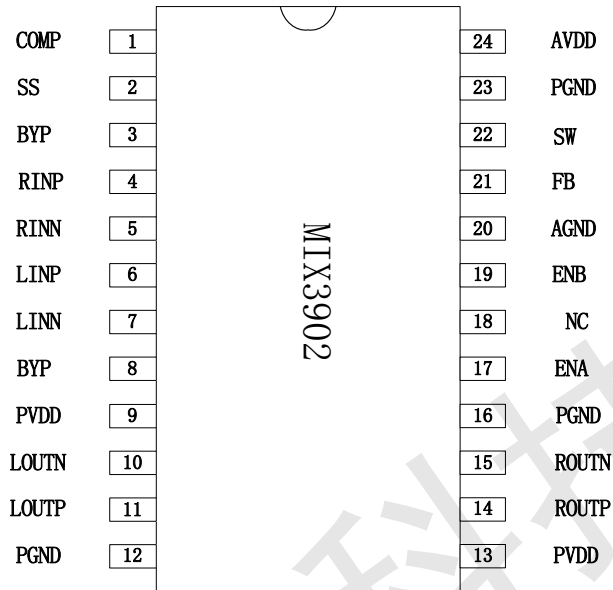 COMP 1 24 AVDD
SS 2 23 PGND
BYP 3 22 SW
RINP 4 21 FB
RINN 5 20 AGND
LINP 6 19 ENB
LINN 7 18 NC
BYP 8 17 ENA
PVDD 9 16 PGND
LOUTN 10 15 ROUTN
LOUTP 11 14 ROUTP
PGND 12 13 PVDD
MIX3902
科技